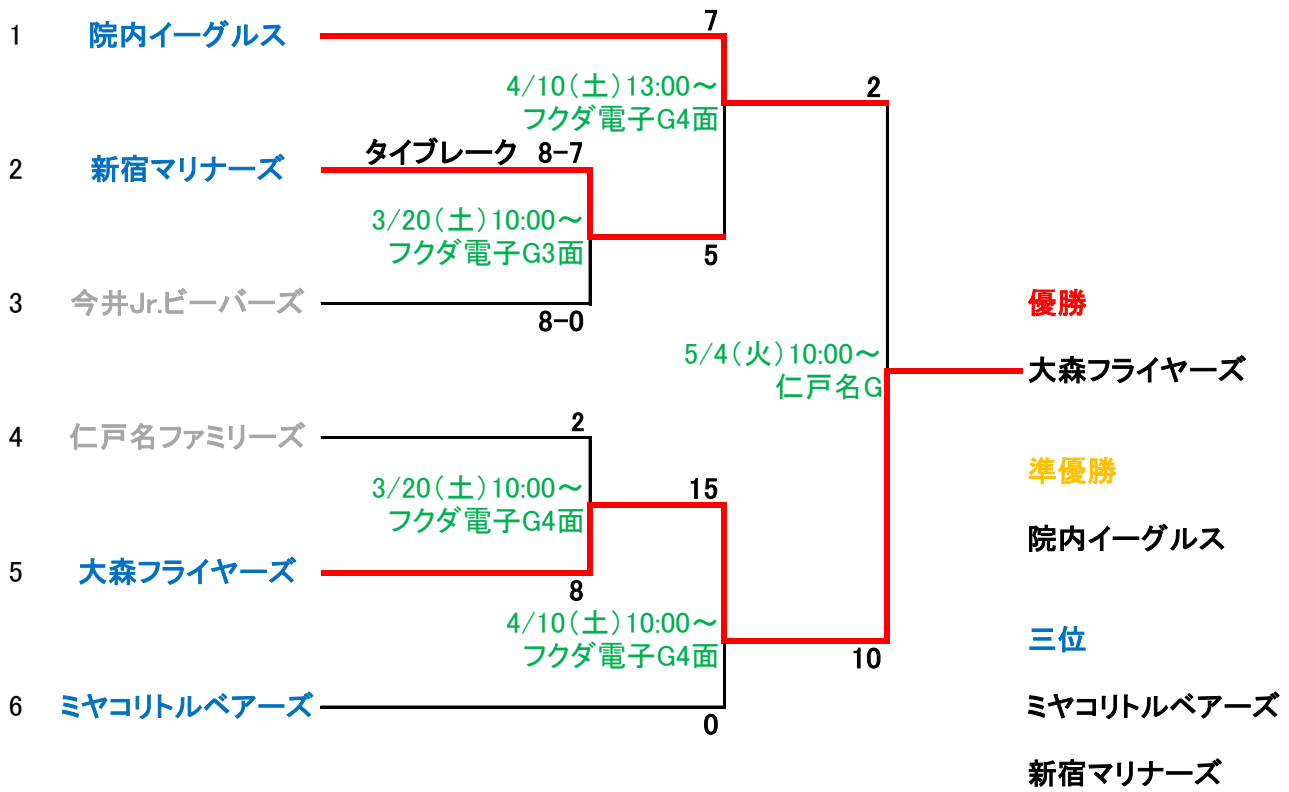 1 院内イーグルス
7
4/10(土)13:00～
フクダ電子G4面
2
2 新宿マリナーズ
タイブレーク 8-7
3/20(土)10:00～
フクダ電子G3面
5
3 今井Jr.ビーバーズ
8-0
5/4(火)10:00～
仁戸名G
優勝
大森フライヤーズ
4 仁戸名ファミリーズ
2
3/20(土)10:00～
フクダ電子G4面
15
5 大森フライヤーズ
8
4/10(土)10:00～
フクダ電子G4面
10
6 ミヤコリトルベアーズ
0
準優勝
院内イーグルス
三位
ミヤコリトルベアーズ
新宿マリナーズ